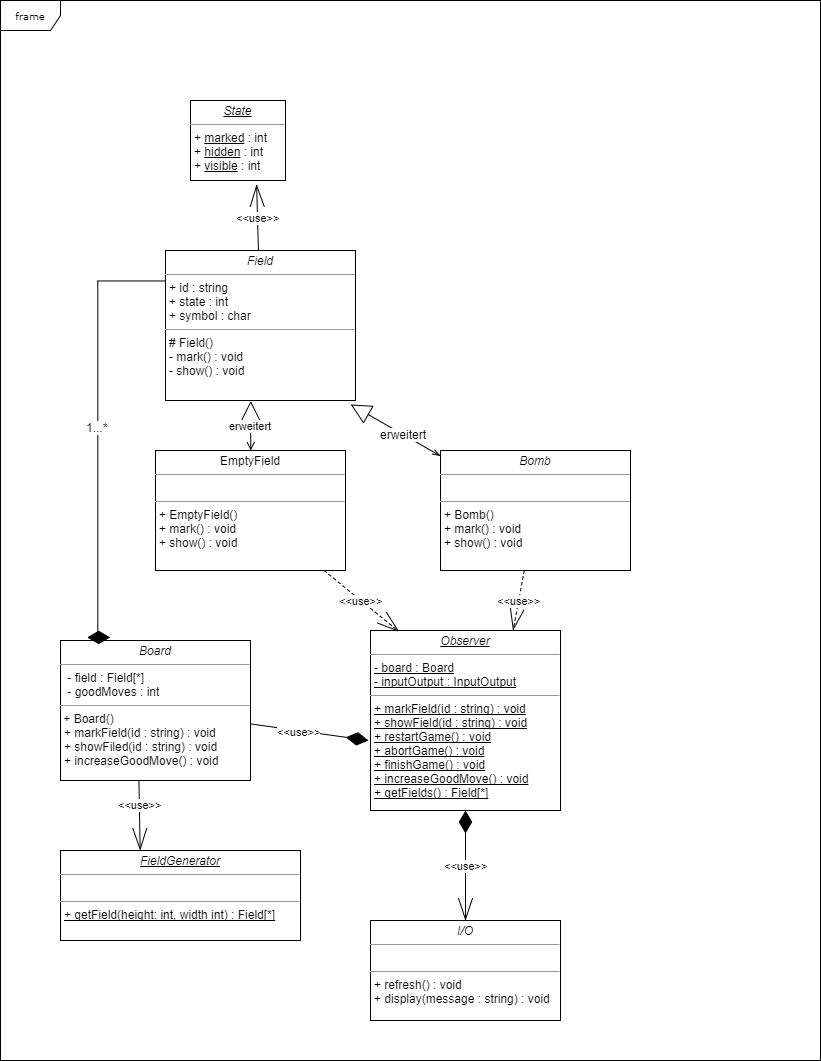 frame
State
+ marked : int
+ hidden : int
+ visible : int
<<use>>
Field
+ id : string
+ state : int
+ symbol : char
# Field()
- mark() : void
- show() : void
1...*
erweitert
erweitert
EmptyField
+ EmptyField()
+ mark() : void
+ show() : void
Bomb
+ Bomb()
+ mark() : void
+ show() : void
<<use>>
<<use>>
Board
- field : Field[*]
- goodMoves : int
+ Board()
+ markField(id : string) : void
+ showFiled(id : string) : void
+ increaseGoodMove() : void
<<use>>
Observer
- board : Board
- inputOutput : InputOutput
+ markField(id : string) : void
+ showField(id : string) : void
+ restartGame() : void
+ abortGame() : void
+ finishGame() : void
+ increaseGoodMove() : void
+ getFields() : Field[*]
<<use>>
FieldGenerator
+ getField(height: int, width int) : Field[*]
<<use>>
I/O
+ refresh() : void
+ display(message : string) : void